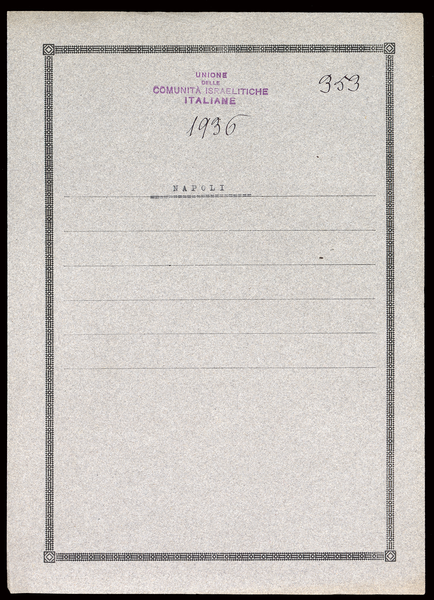 UNIONE
DELLE
COMUNITÀ ISRAELITICHE
ITALIANE
353
1936
NAPOLI